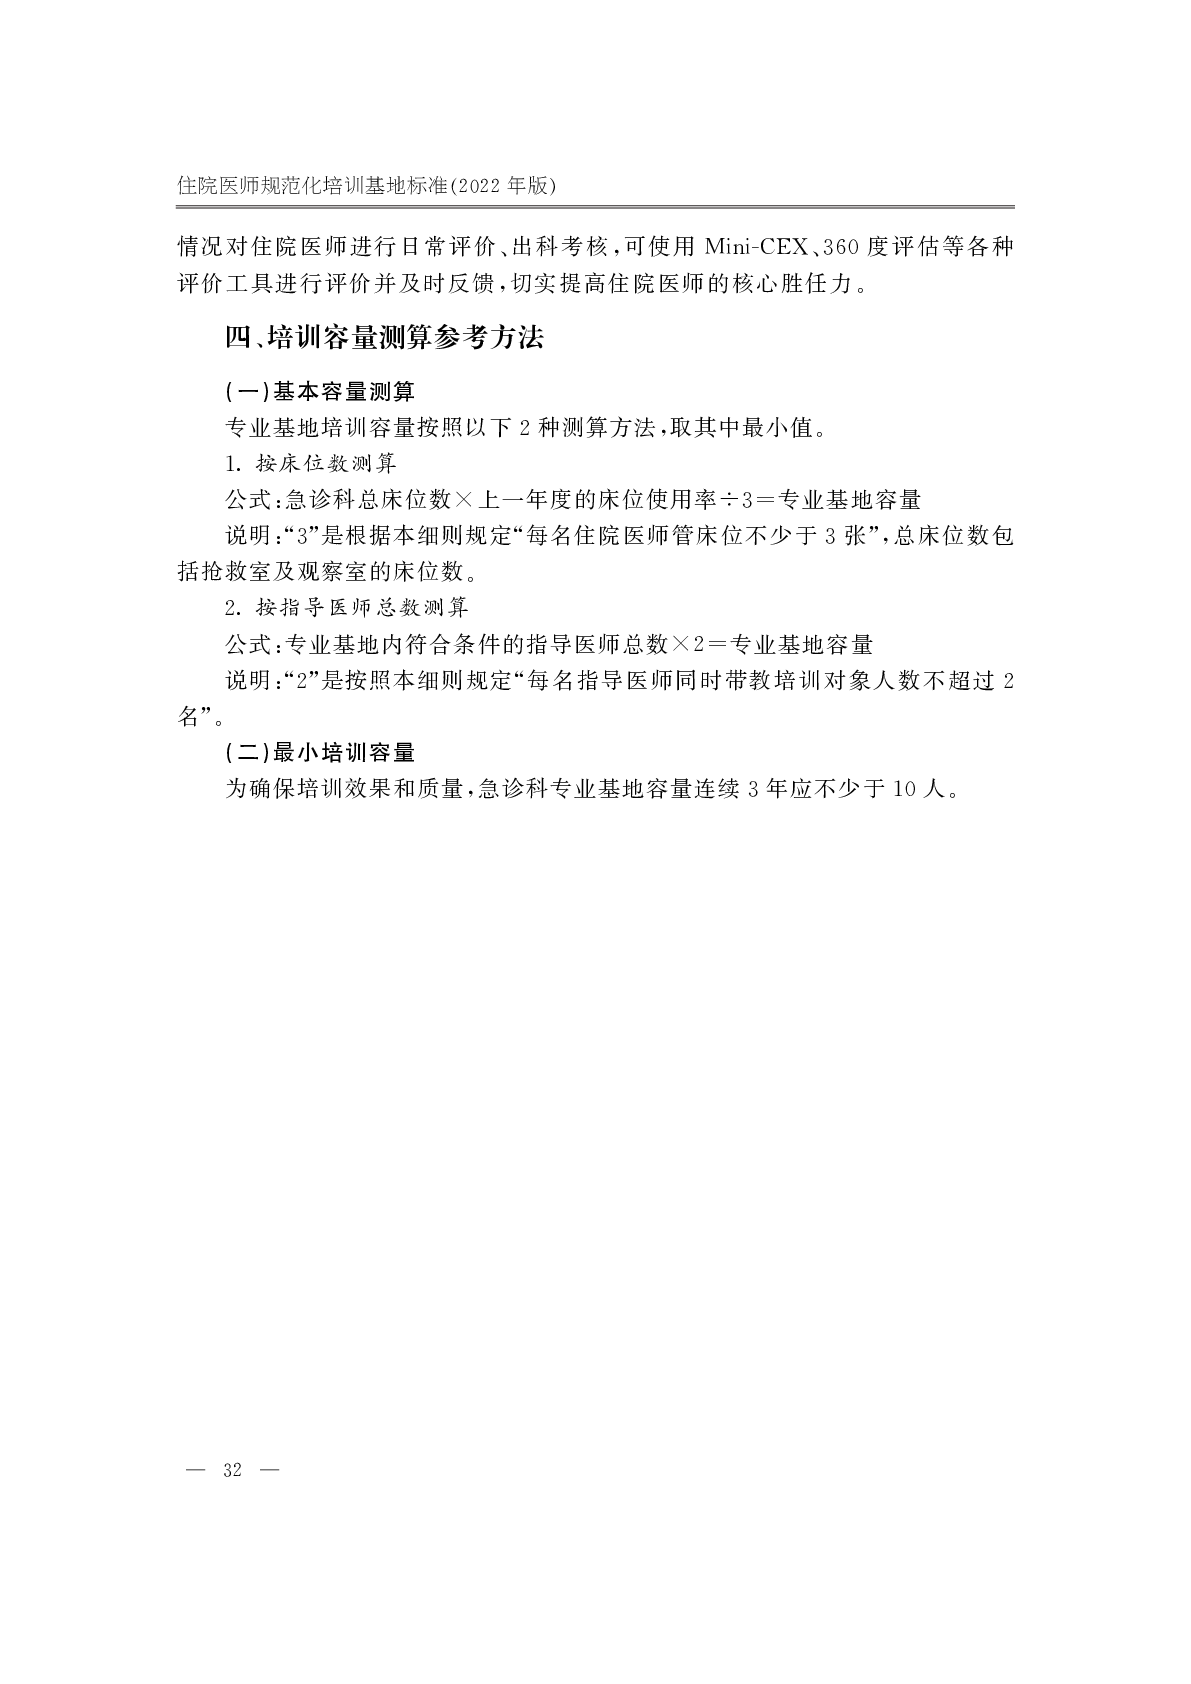 住院医师规范化培训基地标准(2022 年版)
情况对住院医师进行日常评价、出科考核,可使用 Mini-CEX、360 度评估等各种
评价工具进行评价并及时反馈,切实提高住院医师的核心胜任力。
四、培训容量测算参考方法
(一)基本容量测算
专业基地培训容量按照以下 2 种测算方法,取其中最小值。
1. 按床位数测算
公式:急诊科总床位数×上一年度的床位使用率÷3=专业基地容量
说明:“3”是根据本细则规定“每名住院医师管床位不少于 3 张”,总床位数包
括抢救室及观察室的床位数。
2. 按指导医师总数测算
公式:专业基地内符合条件的指导医师总数×2=专业基地容量
说明:“2”是按照本细则规定“每名指导医师同时带教培训对象人数不超过 2
名”。
(二)最小培训容量
为确保培训效果和质量,急诊科专业基地容量连续 3 年应不少于 10 人。
— 32 —